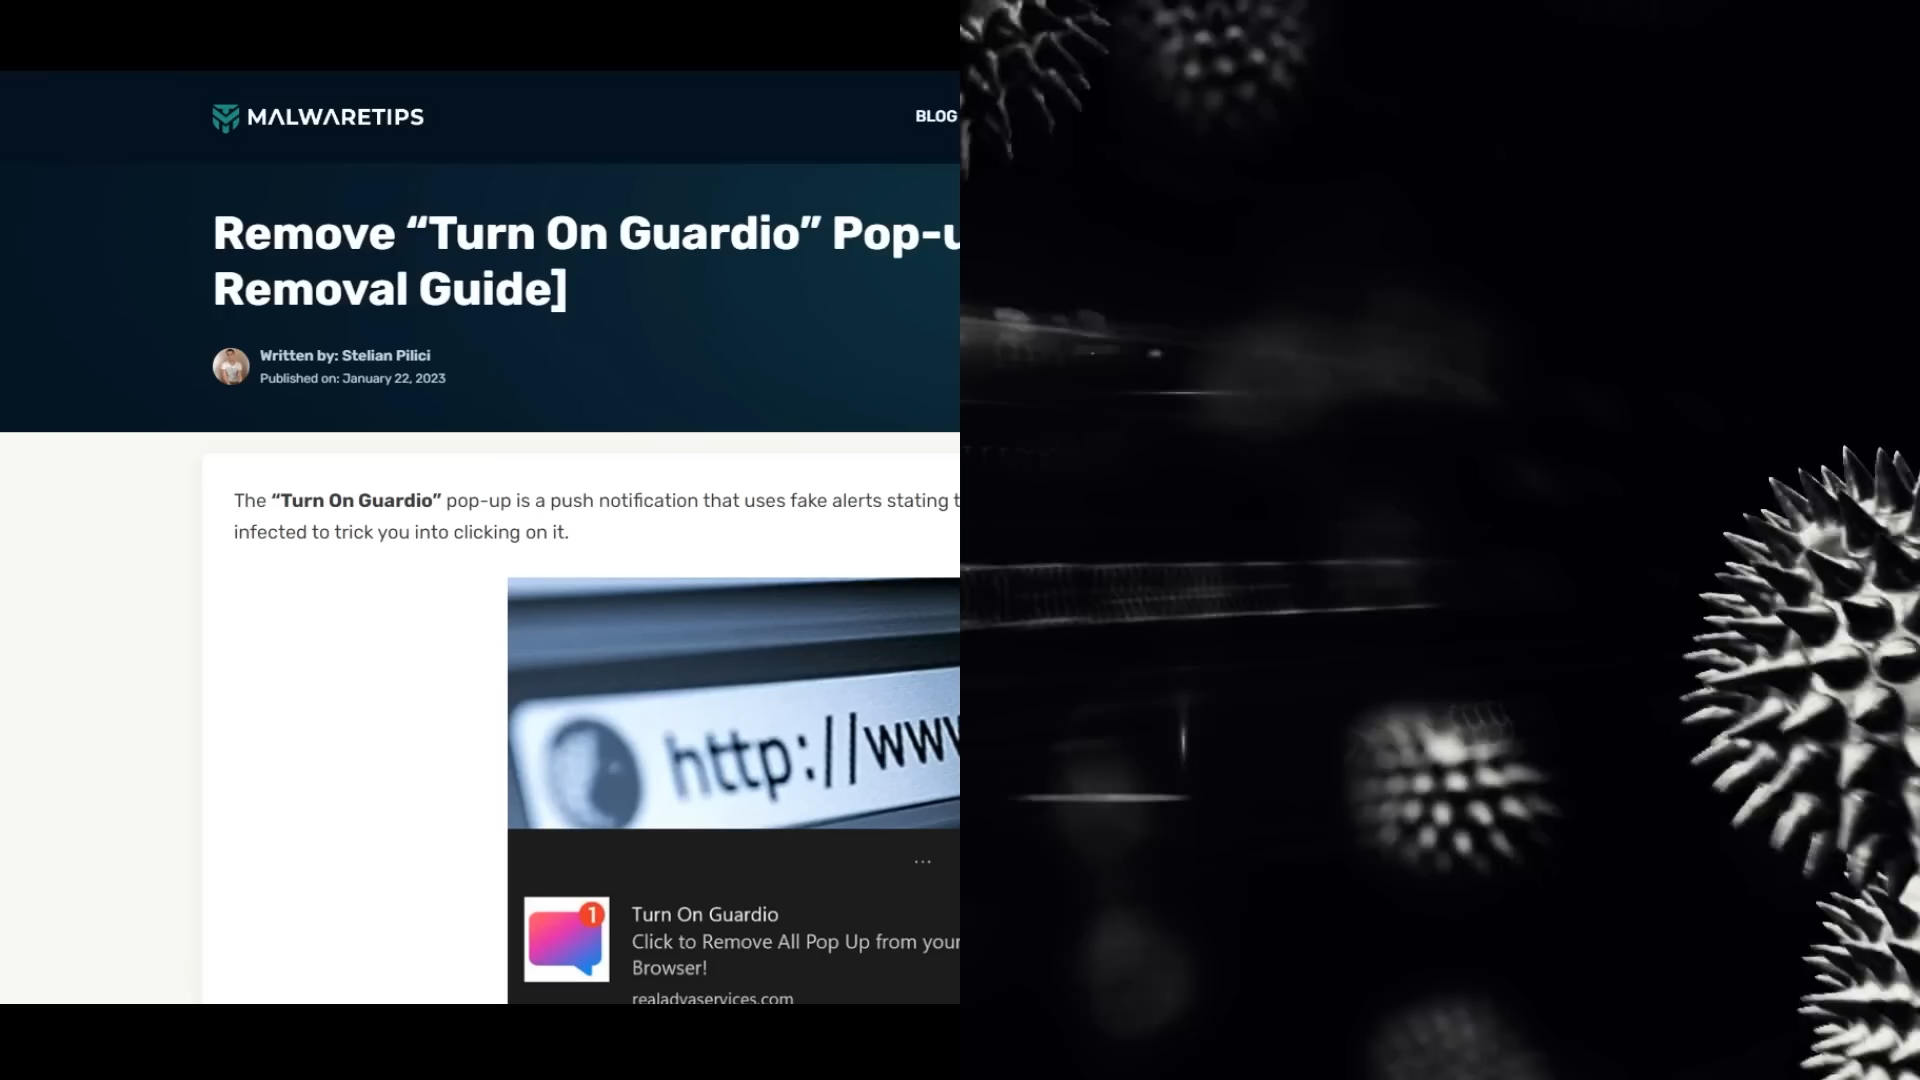 MALWARETIPS
BLOG
Remove “Turn On Guardio” Pop-u
Removal Guide]
Written by: Stelian Pilici
Published on: January 22, 2023
The “Turn On Guardio” pop-up is a push notification that uses fake alerts stating t
infected to trick you into clicking on it.
http://www
...
1
Turn On Guardio
Click to Remove All Pop Up from your
Browser!
realadvaservices.com